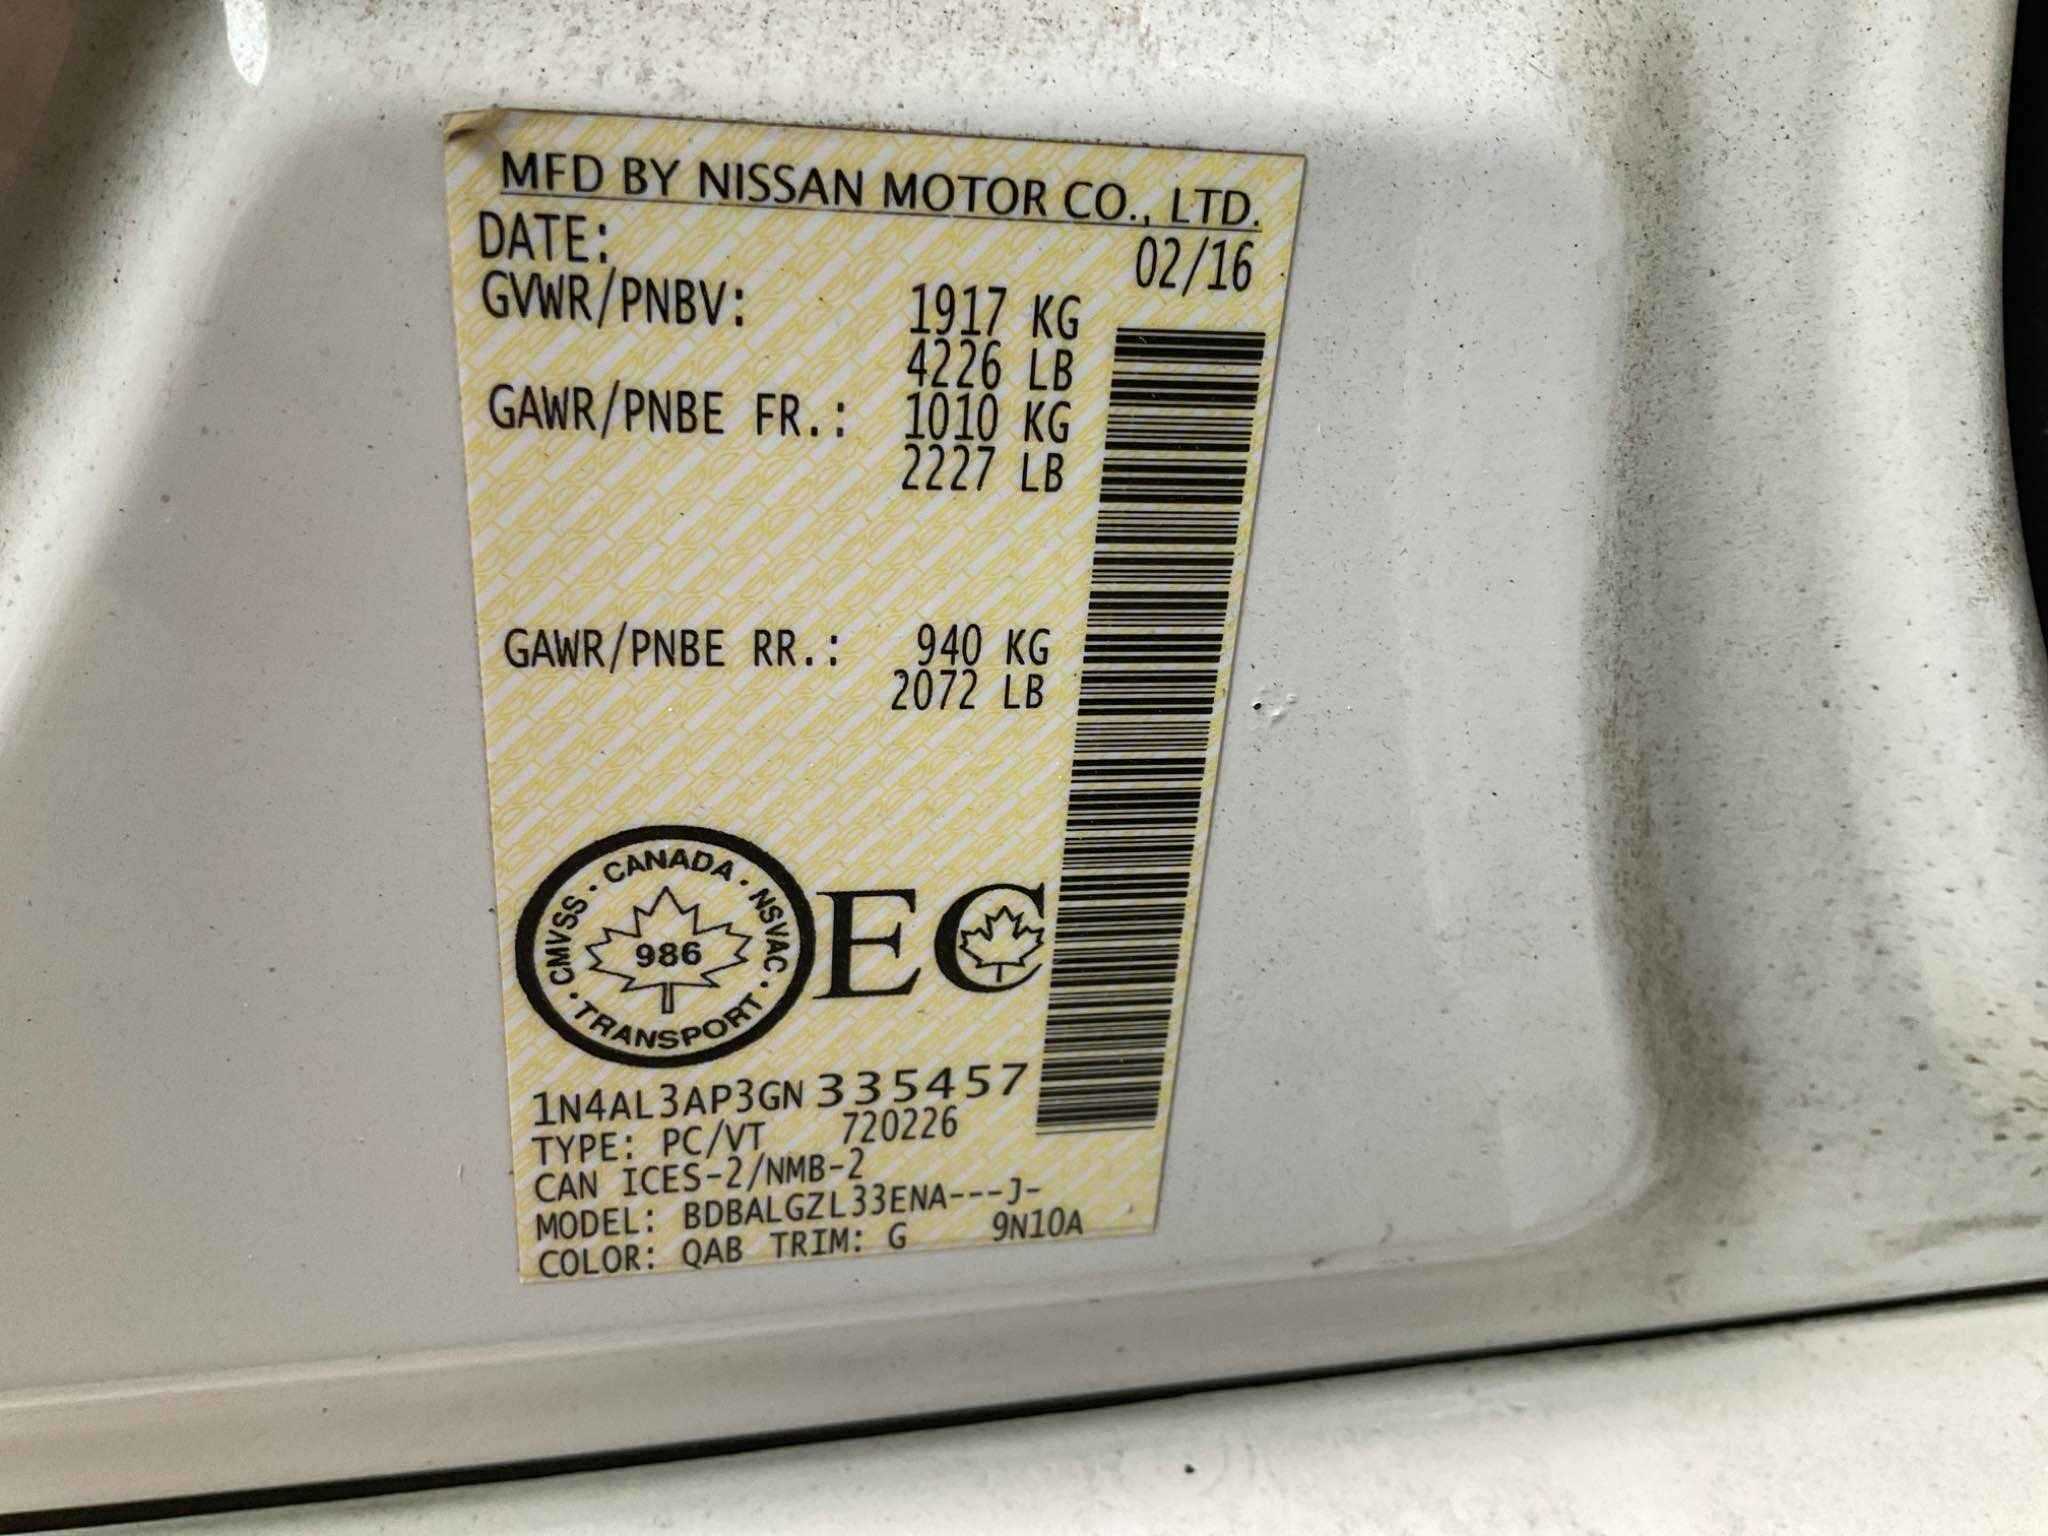 MFD BY NISSAN MOTOR CO., LTD.
DATE: 02/16
GVWR/PNBV: 1917 KG
4226 LB
GAWR/PNBE FR.: 1010 KG
2227 LB
GAWR/PNBE RR.: 940 KG
2072 LB
CMVSS · CANADA · NSVAC · TRANSPORT ·
986
EC
1N4AL3AP3GN335457
TYPE: PC/VT 720226
CAN ICES-2/NMB-2
MODEL: BDBALGZL33ENA---J-
COLOR: QAB TRIM: G 9N10A